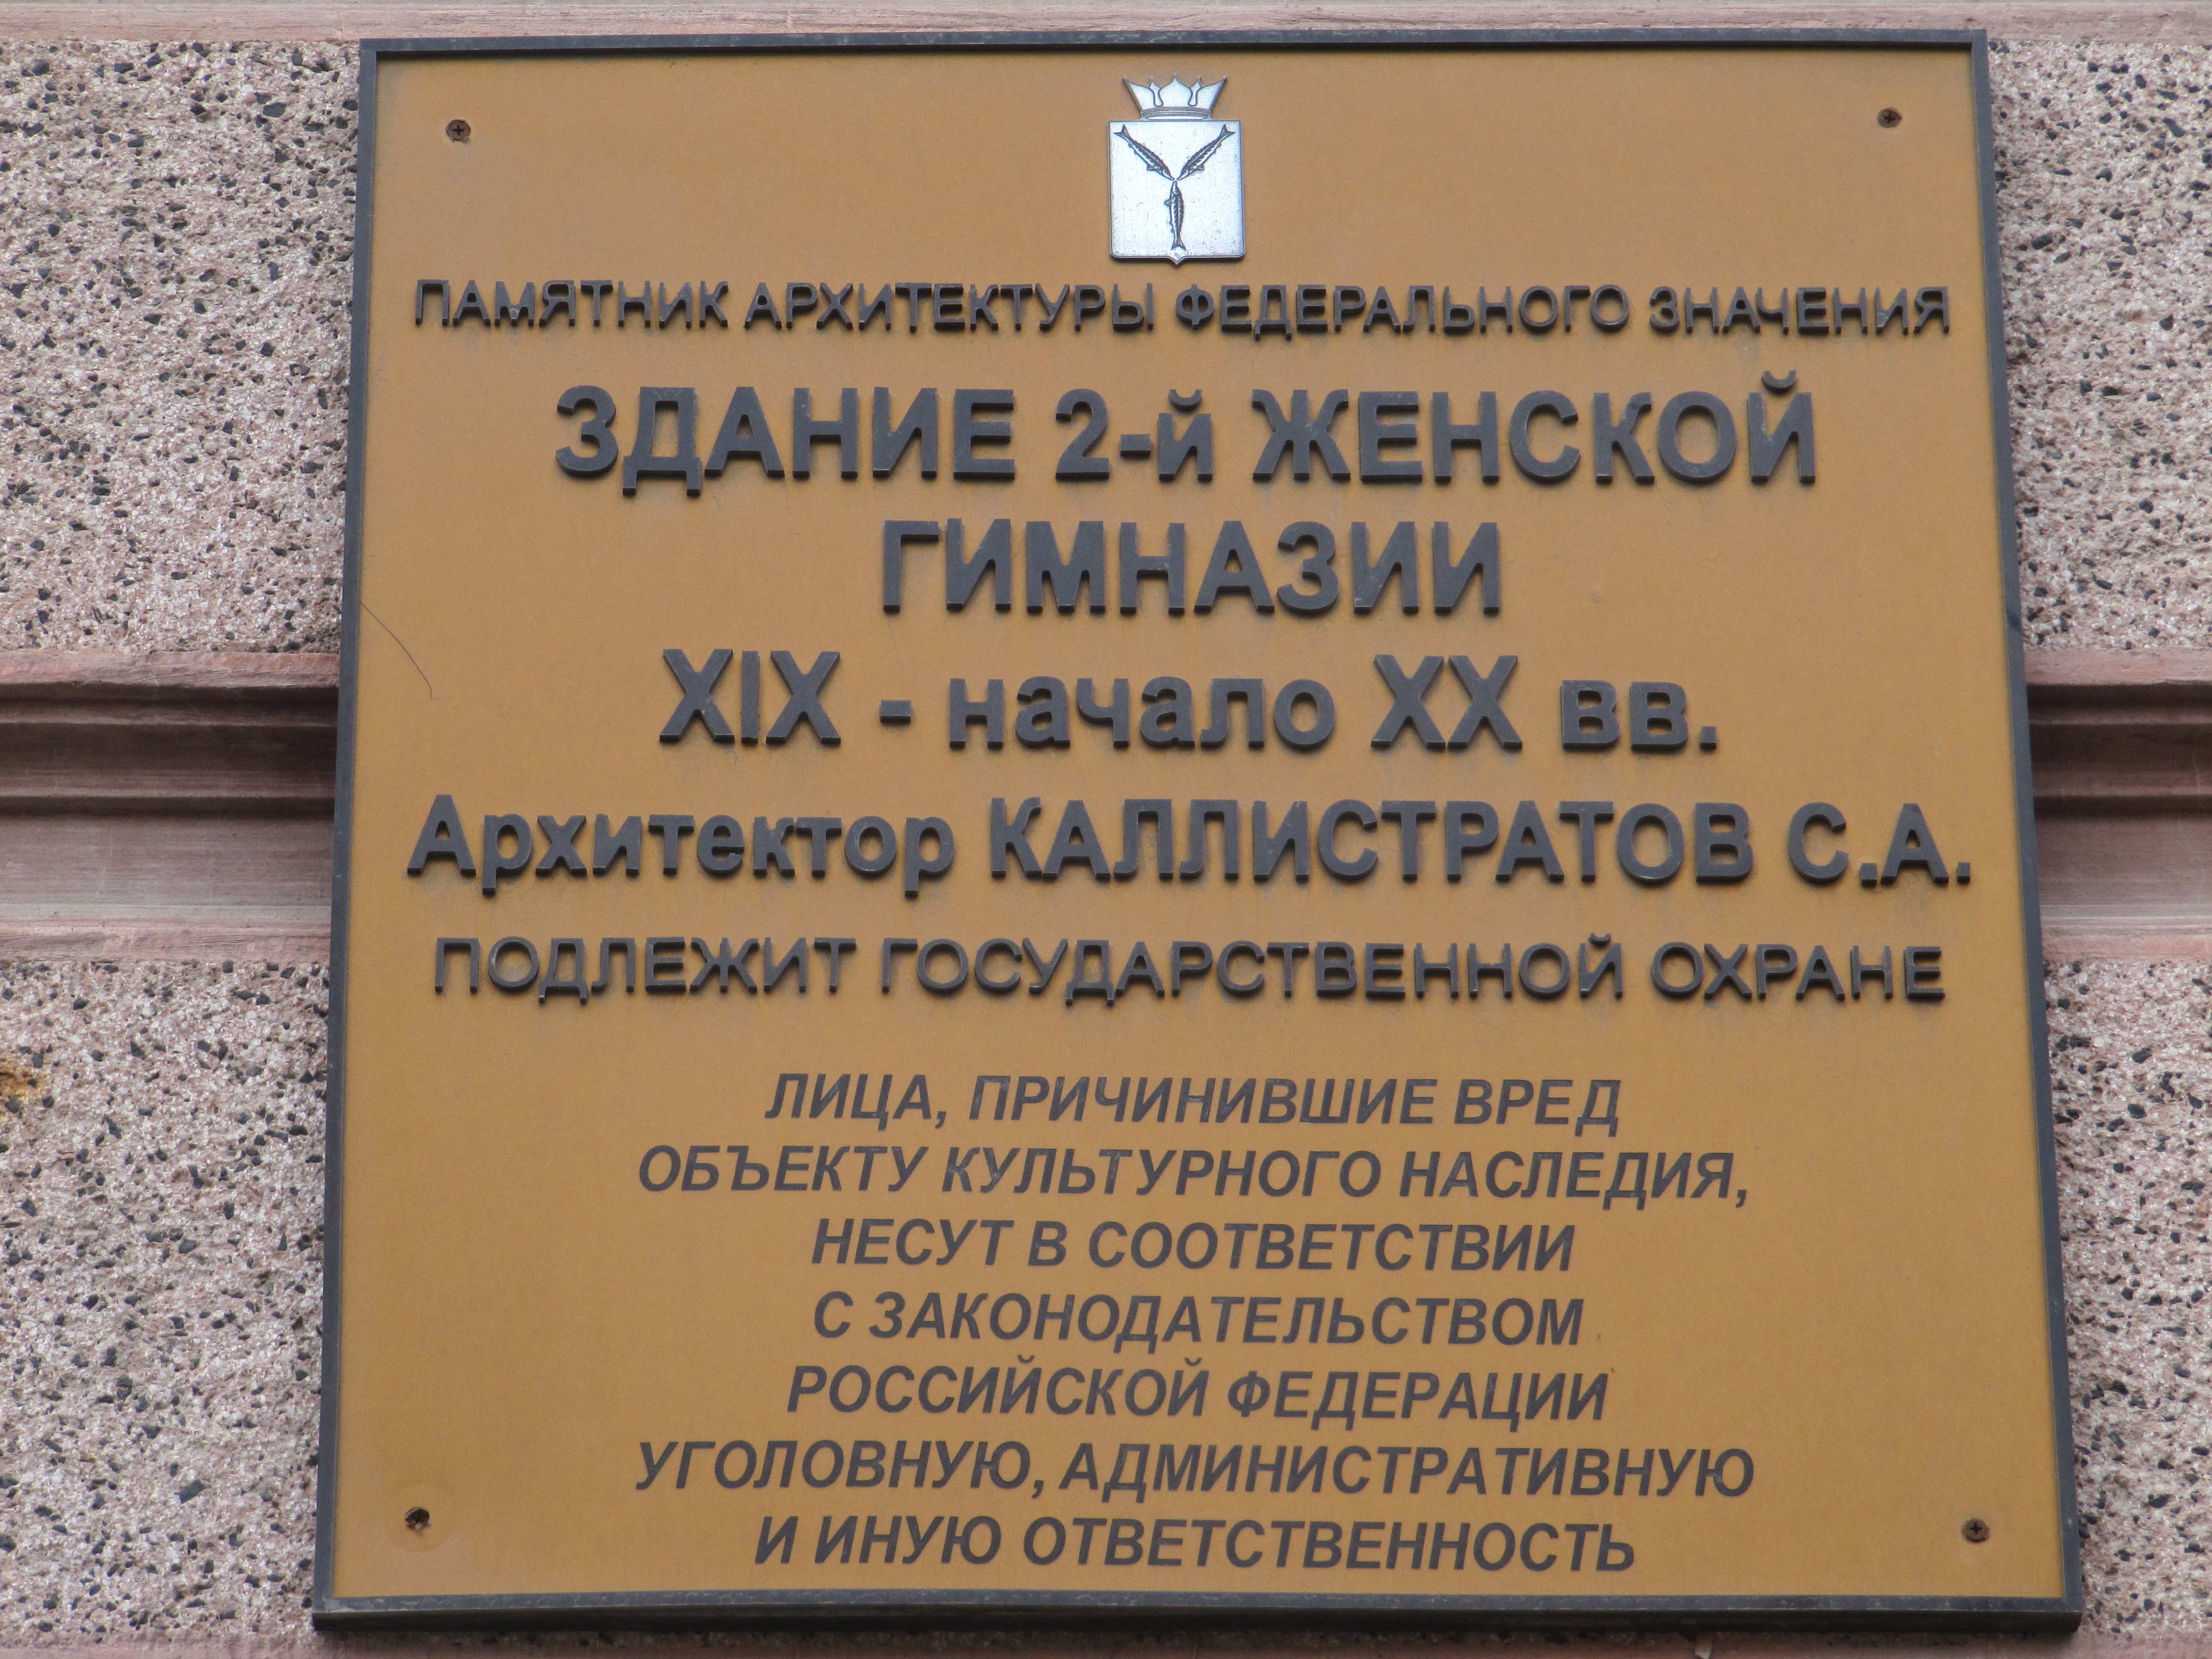 ПАМЯТНИК АРХИТЕКТУРЫ ФЕДЕРАЛЬНОГО ЗНАЧЕНИЯ
ЗДАНИЕ 2-й ЖЕНСКОЙ
ГИМНАЗИИ
XIX - начало XX вв.
Архитектор КАЛЛИСТРАТОВ С.А.
ПОДЛЕЖИТ ГОСУДАРСТВЕННОЙ ОХРАНЕ
ЛИЦА, ПРИЧИНИВШИЕ ВРЕД
ОБЪЕКТУ КУЛЬТУРНОГО НАСЛЕДИЯ,
НЕСУТ В СООТВЕТСТВИИ
С ЗАКОНОДАТЕЛЬСТВОМ
РОССИЙСКОЙ ФЕДЕРАЦИИ
УГОЛОВНУЮ, АДМИНИСТРАТИВНУЮ
И ИНУЮ ОТВЕТСТВЕННОСТЬ